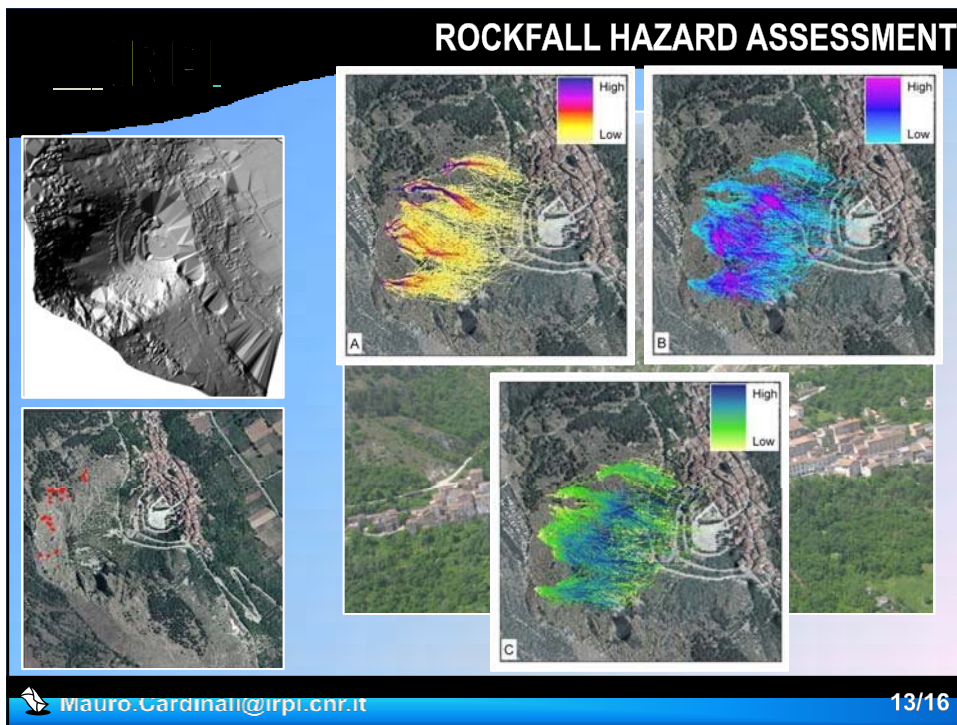 ROCKFALL HAZARD ASSESSMENT
High
Low
A
High
Low
B
High
Low
C
Mauro.Cardinali@irpi.cnr.it
13/16